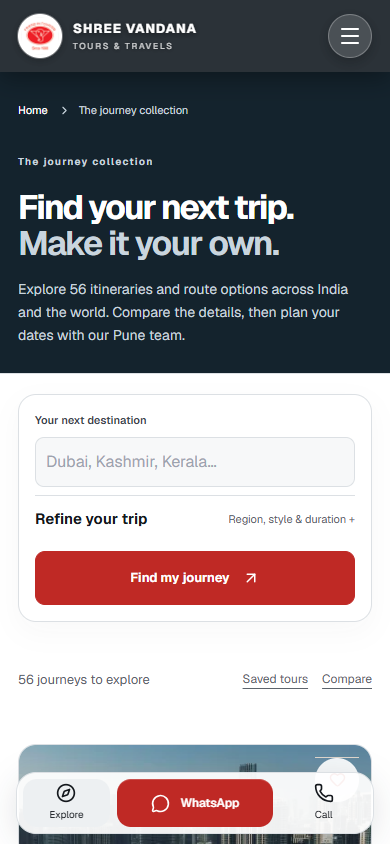 SHREE VANDANA
TOURS & TRAVELS
Home > The journey collection
The journey collection
Find your next trip.
Make it your own.
Explore 56 itineraries and route options across India
and the world. Compare the details, then plan your
dates with our Pune team.
Your next destination
Dubai, Kashmir, Kerala...
Refine your trip
Region, style & duration +
Find my journey
56 journeys to explore
Saved tours
Compare
Explore
WhatsApp
Call